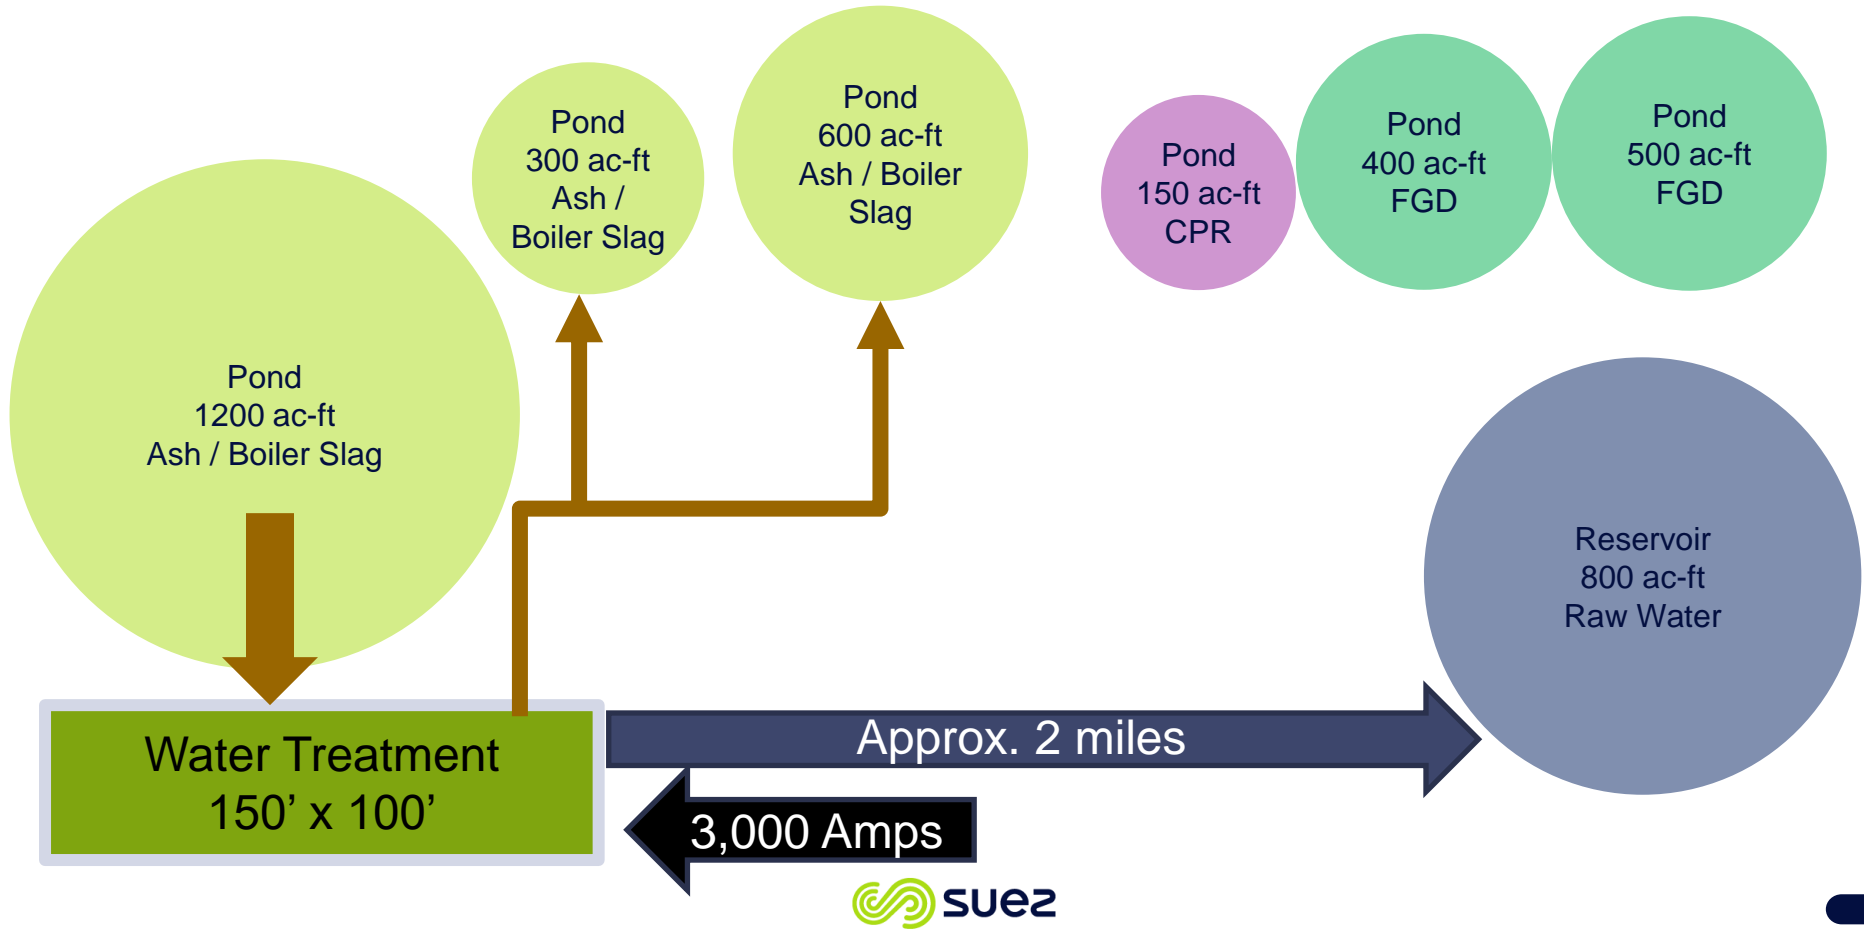 Pond
300 ac-ft
Ash /
Boiler Slag
Pond
600 ac-ft
Ash / Boiler
Slag
Pond
150 ac-ft
CPR
Pond
400 ac-ft
FGD
Pond
500 ac-ft
FGD
Pond
1200 ac-ft
Ash / Boiler Slag
Reservoir
800 ac-ft
Raw Water
Water Treatment
150’ x 100’
Approx. 2 miles
3,000 Amps
suez